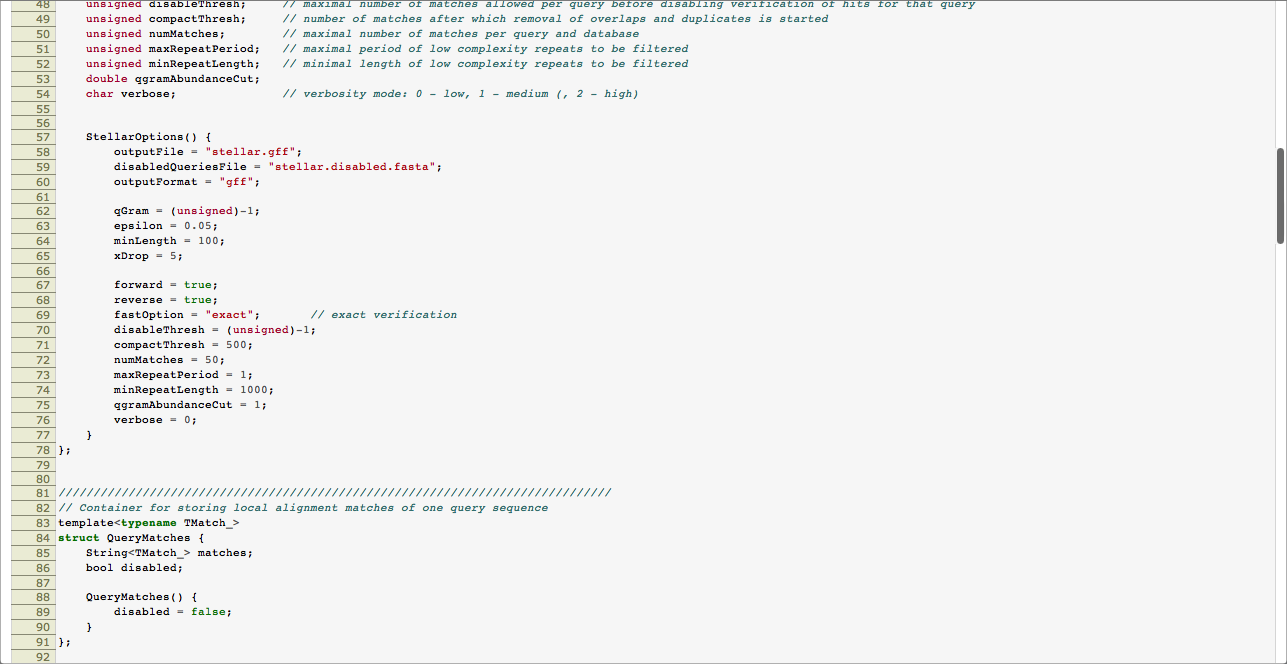 48 unsigned disableThresh; // maximal number of matches allowed per query before disabling verification of hits for that query
49 unsigned compactThresh; // number of matches after which removal of overlaps and duplicates is started
50 unsigned numMatches; // maximal number of matches per query and database
51 unsigned maxRepeatPeriod; // maximal period of low complexity repeats to be filtered
52 unsigned minRepeatLength; // minimal length of low complexity repeats to be filtered
53 double qgramAbundanceCut;
54 char verbose; // verbosity mode: 0 - low, 1 - medium (, 2 - high)
55
56
57 StellarOptions() {
58 outputFile = "stellar.gff";
59 disabledQueriesFile = "stellar.disabled.fasta";
60 outputFormat = "gff";
61
62 qGram = (unsigned)-1;
63 epsilon = 0.05;
64 minLength = 100;
65 xDrop = 5;
66
67 forward = true;
68 reverse = true;
69 fastOption = "exact"; // exact verification
70 disableThresh = (unsigned)-1;
71 compactThresh = 500;
72 numMatches = 50;
73 maxRepeatPeriod = 1;
74 minRepeatLength = 1000;
75 qgramAbundanceCut = 1;
76 verbose = 0;
77 }
78 };
79
80
81 ///////////////////////////////////////////////////////////////////////////////
82 // Container for storing local alignment matches of one query sequence
83 template<typename TMatch_>
84 struct QueryMatches {
85 String<TMatch_> matches;
86 bool disabled;
87
88 QueryMatches() {
89 disabled = false;
90 }
91 };
92